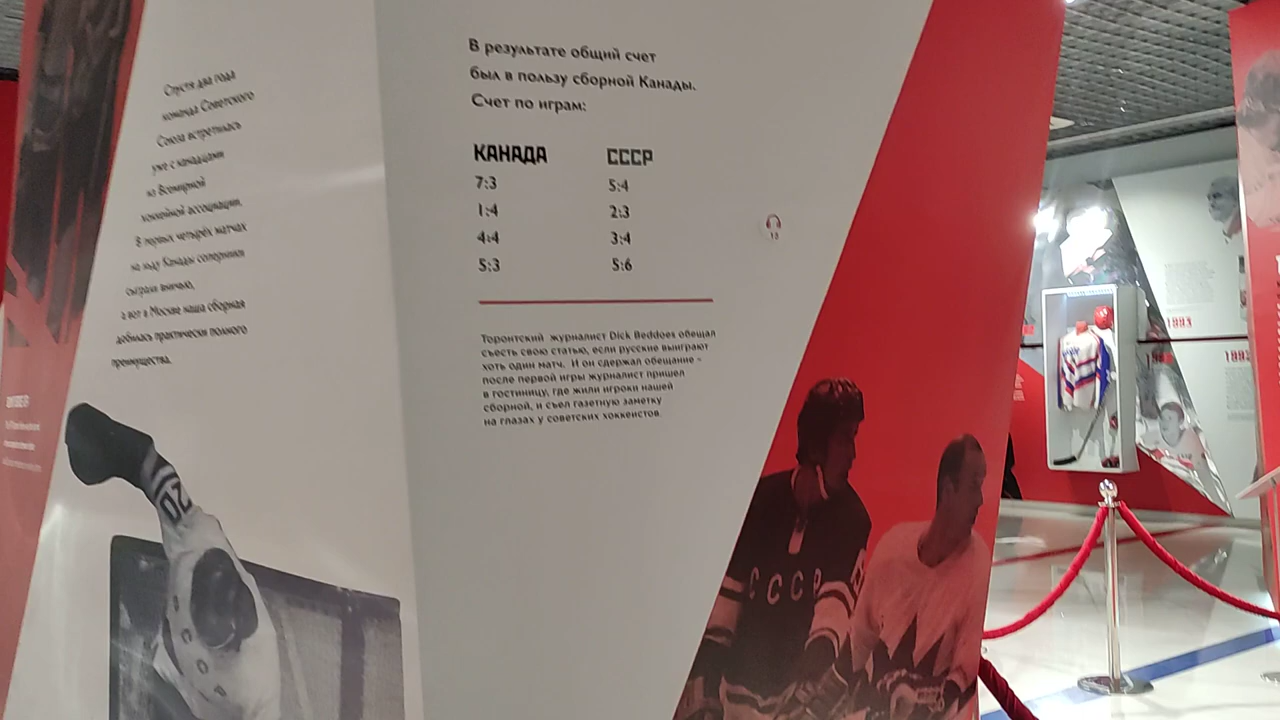 Спустя два года
команда Советского
Союза встретилась
уже с канадцами
из Всемирной
хоккейной ассоциации.
В первых четырёх матчах
на льду Канады соперники
сыграли вничью,
а вот в Москве наша сборная
добилась практически полного
преимущества.
В результате общий счет
был в пользу сборной Канады.
Счет по играм:
КАНАДА СССР
7:3 5:4
1:4 2:3
4:4 3:4
5:3 5:6
13
Торонтский журналист Dick Beddoes обещал
съесть свою статью, если русские выиграют
хоть один матч. И он сдержал обещание –
после первой игры журналист пришел
в гостиницу, где жили игроки нашей
сборной, и съел газетную заметку
на глазах у советских хоккеистов.
20
СССР
1993